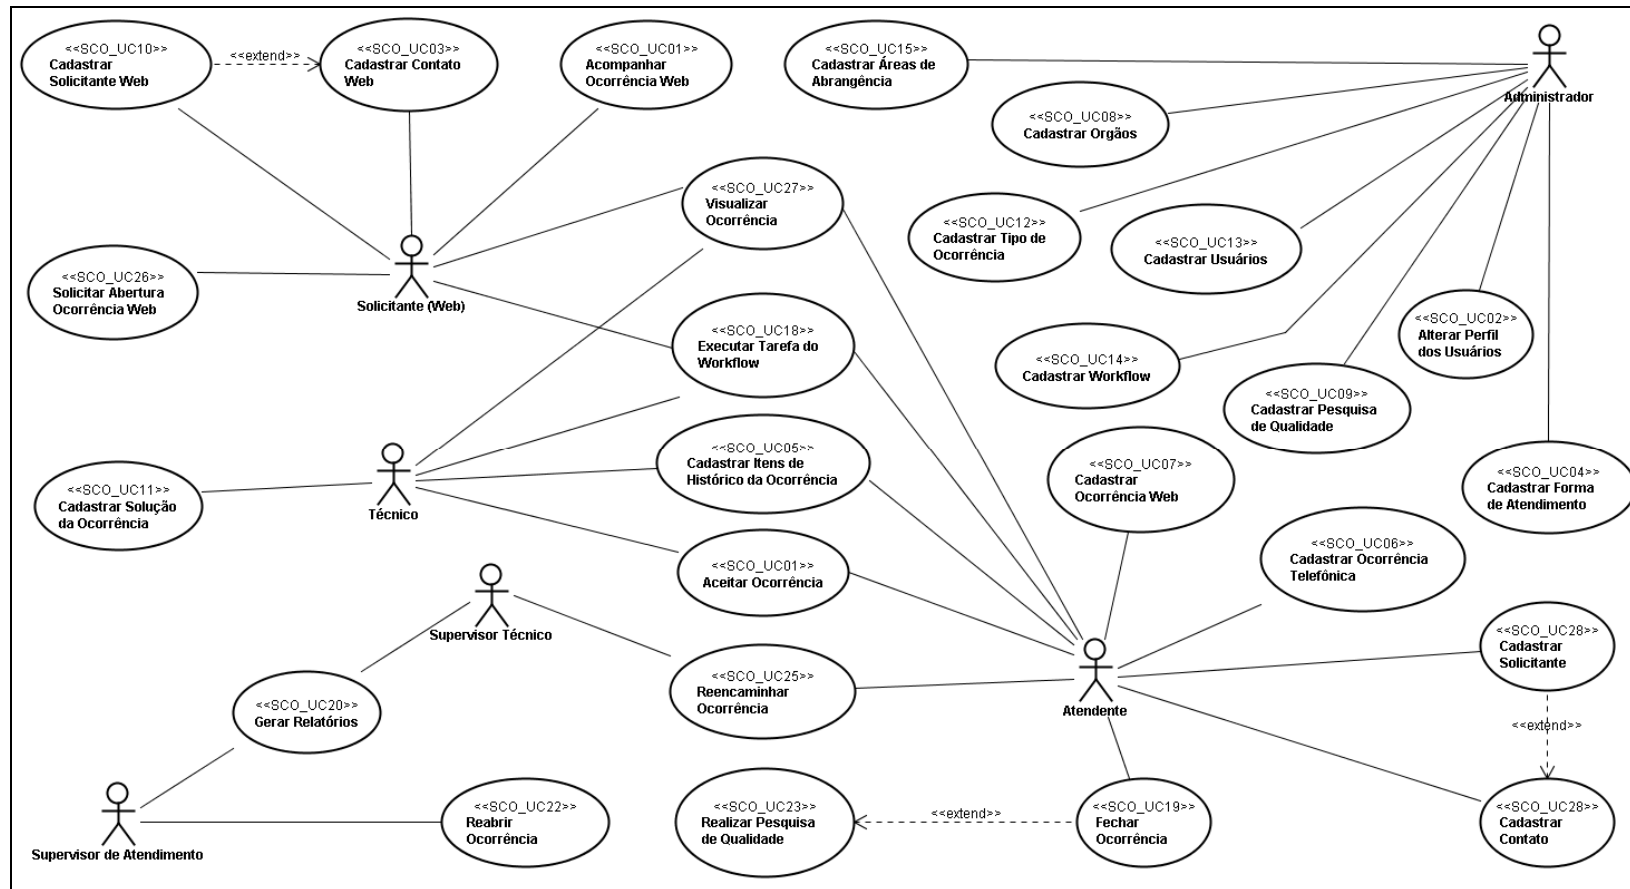 <<SCO_UC10>>
Cadastrar
Solicitante Web
<<extend>>
<<SCO_UC03>>
Cadastrar Contato
Web
<<SCO_UC01>>
Acompanhar
Ocorrência Web
<<SCO_UC15>>
Cadastrar Áreas de
Abrangência
Administrador
<<SCO_UC08>>
Cadastrar Orgãos
<<SCO_UC27>>
Visualizar
Ocorrência
<<SCO_UC12>>
Cadastrar Tipo de
Ocorrência
<<SCO_UC13>>
Cadastrar Usuários
<<SCO_UC26>>
Solicitar Abertura
Ocorrência Web
Solicitante (Web)
<<SCO_UC18>>
Executar Tarefa do
Workflow
<<SCO_UC14>>
Cadastrar Workflow
<<SCO_UC02>>
Alterar Perfil
dos Usuários
<<SCO_UC09>>
Cadastrar Pesquisa
de Qualidade
<<SCO_UC11>>
Cadastrar Solução
da Ocorrência
Técnico
<<SCO_UC05>>
Cadastrar Itens de
Histórico da Ocorrência
<<SCO_UC07>>
Cadastrar
Ocorrência Web
<<SCO_UC04>>
Cadastrar Forma
de Atendimento
<<SCO_UC01>>
Aceitar Ocorrência
<<SCO_UC06>>
Cadastrar Ocorrência
Telefônica
Supervisor Técnico
<<SCO_UC28>>
Cadastrar
Solicitante
<<SCO_UC20>>
Gerar Relatórios
<<SCO_UC25>>
Reencaminhar
Ocorrência
Atendente
<<extend>>
Supervisor de Atendimento
<<SCO_UC22>>
Reabrir
Ocorrência
<<SCO_UC23>>
Realizar Pesquisa
de Qualidade
<<extend>>
<<SCO_UC19>>
Fechar
Ocorrência
<<SCO_UC28>>
Cadastrar
Contato